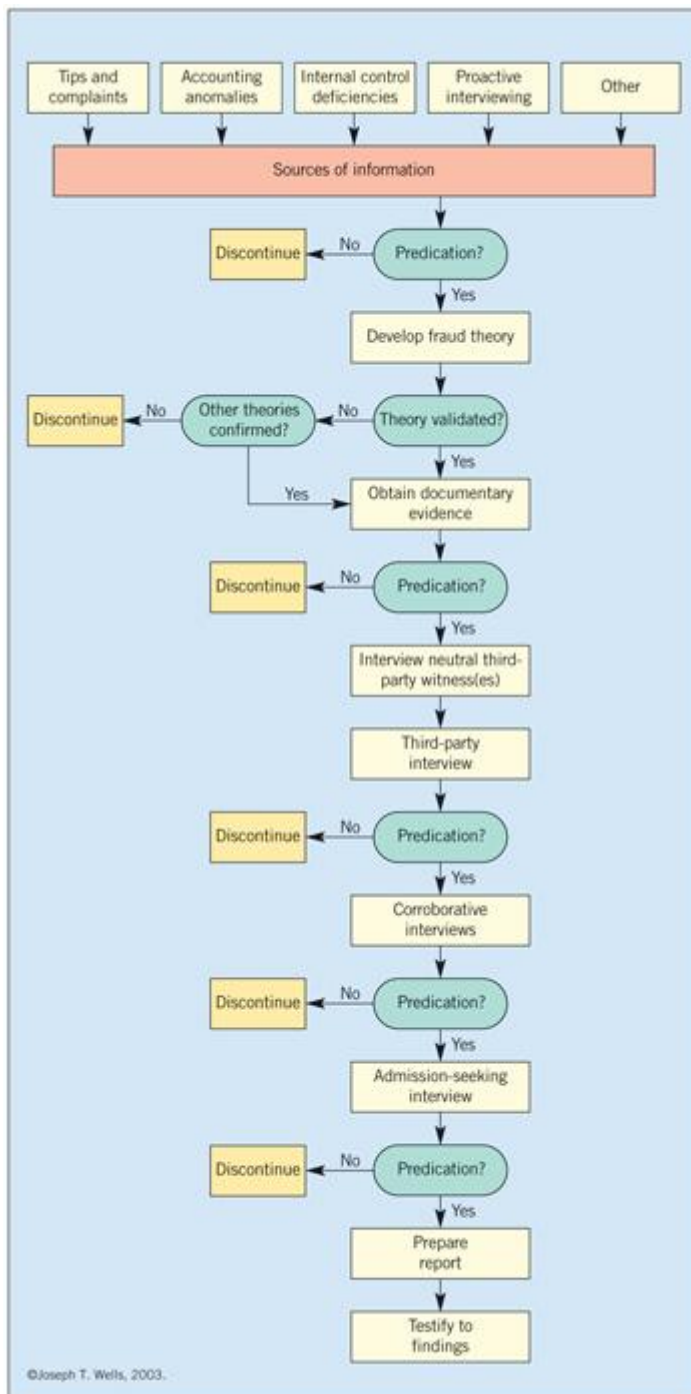 Tips and
complaints
Accounting
anomalies
Internal control
deficiencies
Proactive
interviewing
Other
Sources of information
Discontinue
No
Predication?
Yes
Develop fraud theory
Discontinue
No
Other theories
confirmed?
No
Theory validated?
Yes
Yes
Obtain documentary
evidence
Discontinue
No
Predication?
Yes
Interview neutral third-
party witness(es)
Third-party
interview
Discontinue
No
Predication?
Yes
Corroborative
interviews
Discontinue
No
Predication?
Yes
Admission-seeking
interview
Discontinue
No
Predication?
Yes
Prepare
report
Testify to
findings
©Joseph T. Wells, 2003.